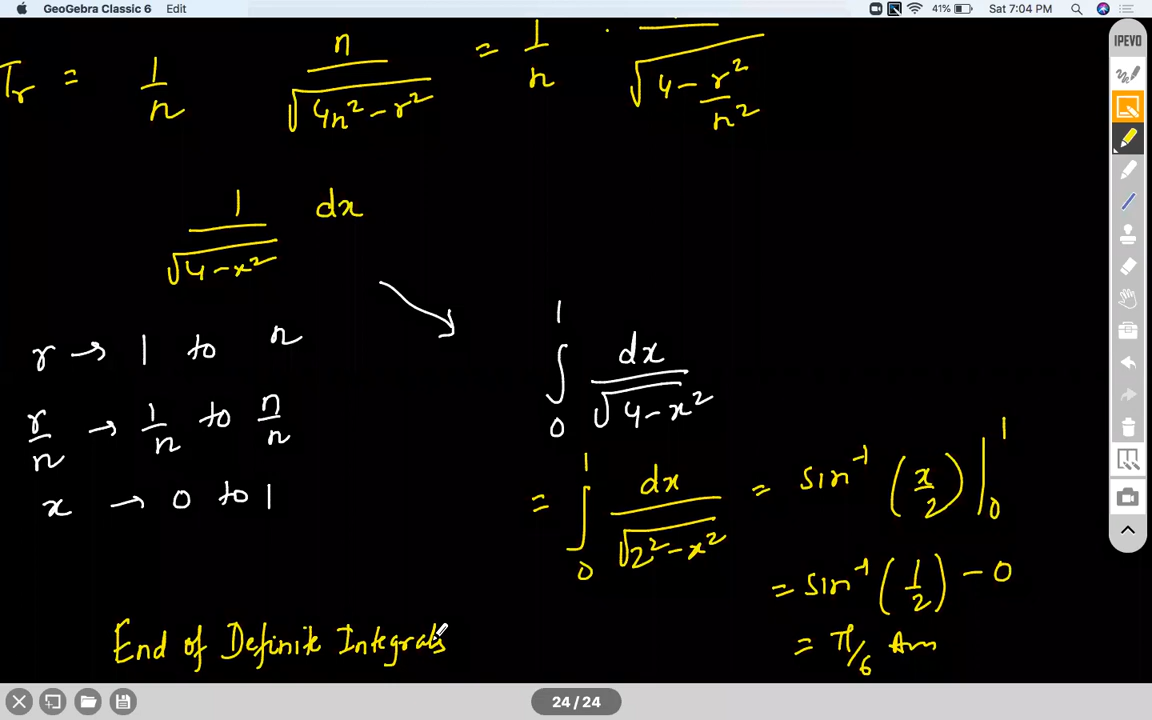 GeoGebra Classic 6 Edit 41% Sat 7:04 PM
IPEVO
Tr = 1/n n/√(4n² - r²) = 1/n · /√(4 - r²/n²)
1/√(4 - x²) dx
r → 1 to n
r/n → 1/n to n/n
x → 0 to 1
∫₀¹ dx/√(4 - x²)
= ∫₀¹ dx/√(2² - x²) = sin⁻¹(x/2)|₀¹
= sin⁻¹(1/2) - 0
= π/6 Ans
End of Definite Integrals
24 / 24